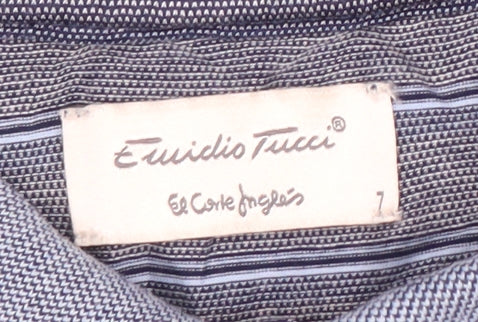 Emidio Tucci®
El Corte Inglés
7